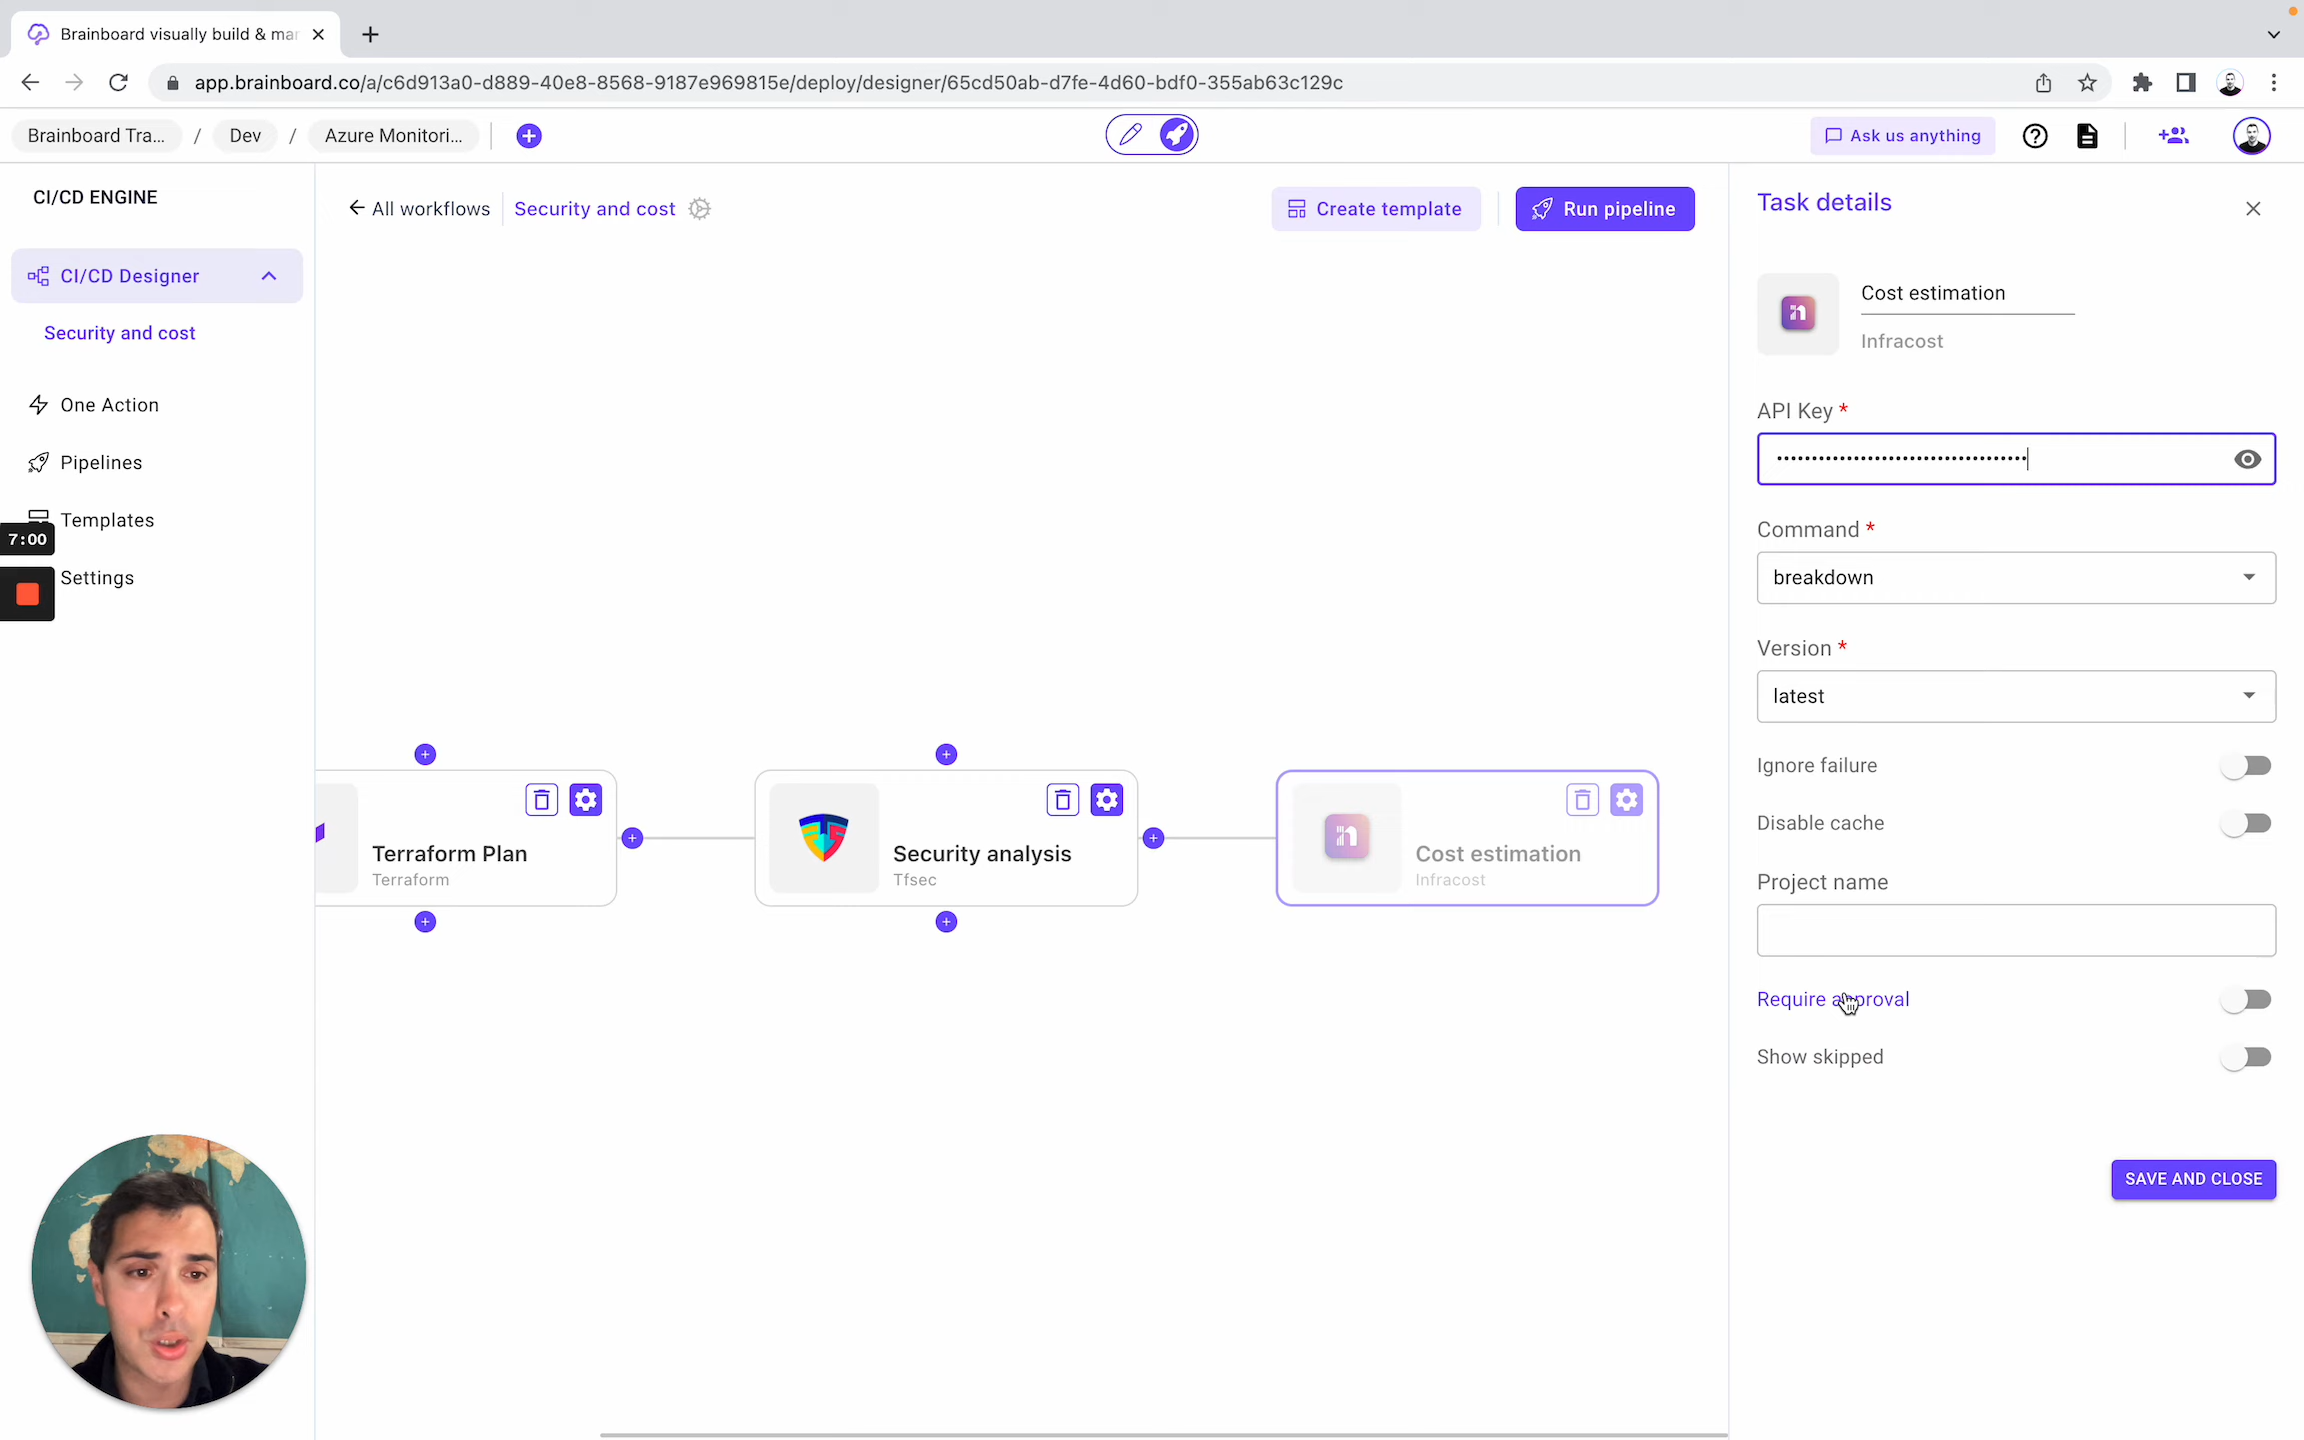 Brainboard visually build & mar
app.brainboard.co/a/c6d913a0-d889-40e8-8568-9187e969815e/deploy/designer/65cd50ab-d7fe-4d60-bdf0-355ab63c129c
Brainboard Tra... / Dev / Azure Monitori...
Ask us anything
CI/CD ENGINE
CI/CD Designer
Security and cost
One Action
Pipelines
Templates
7:00
Settings
All workflows
Security and cost
Create template
Run pipeline
Terraform Plan
Terraform
Security analysis
Tfsec
Cost estimation
Infracost
Task details
Cost estimation
Infracost
API Key *
••••••••••••••••••••••••••••••••••••
Command *
breakdown
Version *
latest
Ignore failure
Disable cache
Project name
Require approval
Show skipped
SAVE AND CLOSE